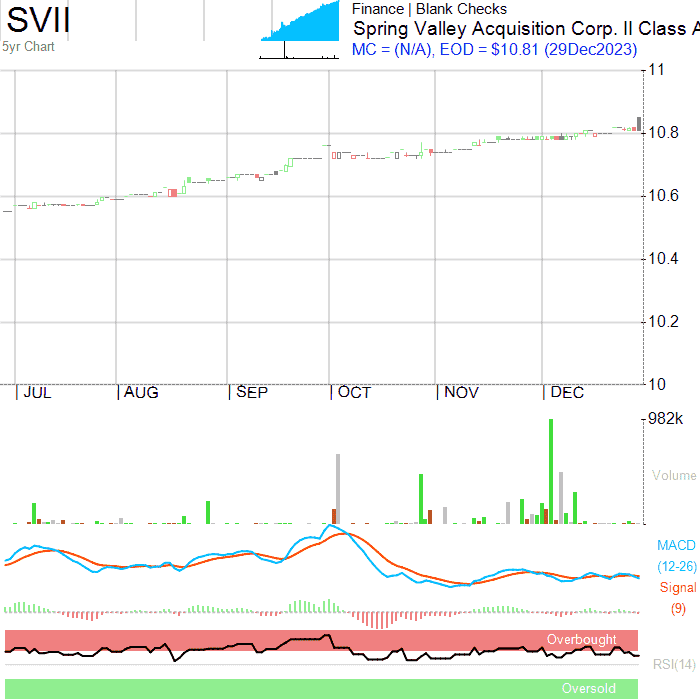 SVII
5yr Chart
Finance | Blank Checks
Spring Valley Acquisition Corp. II Class A
MC = (N/A), EOD = $10.81 (29Dec2023)
11
10.8
10.6
10.4
10.2
10
| JUL | AUG | SEP | OCT | NOV | DEC
982k
Volume
MACD
(12-26)
Signal
(9)
Overbought
RSI(14)
Oversold